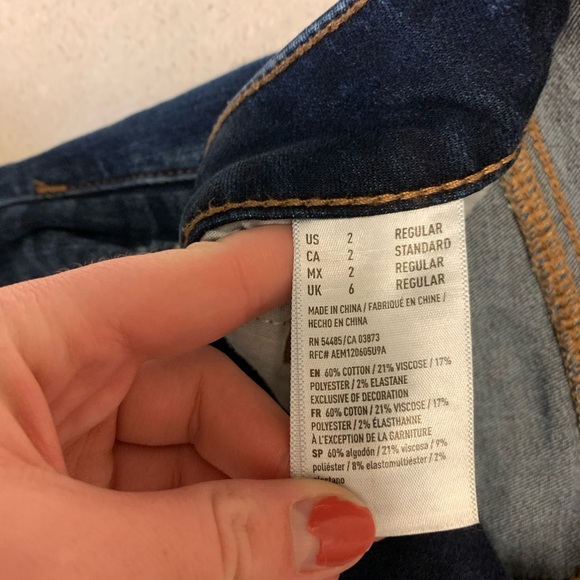 US 2 REGULAR
CA 2 STANDARD
MX 2 REGULAR
UK 6 REGULAR
MADE IN CHINA / FABRIQUÉ EN CHINE /
HECHO EN CHINA
RN 54485/CA 03873
RFC# AEM120605U9A
EN 60% COTTON / 21% VISCOSE / 17%
POLYESTER / 2% ELASTANE
EXCLUSIVE OF DECORATION
FR 60% COTON / 21% VISCOSE / 17%
POLYESTER / 2% ÉLASTHANNE
À L'EXCEPTION DE LA GARNITURE
SP 60% algodón / 21% viscosa / 9%
poliéster / 8% elastomultiéster / 2%
elastano